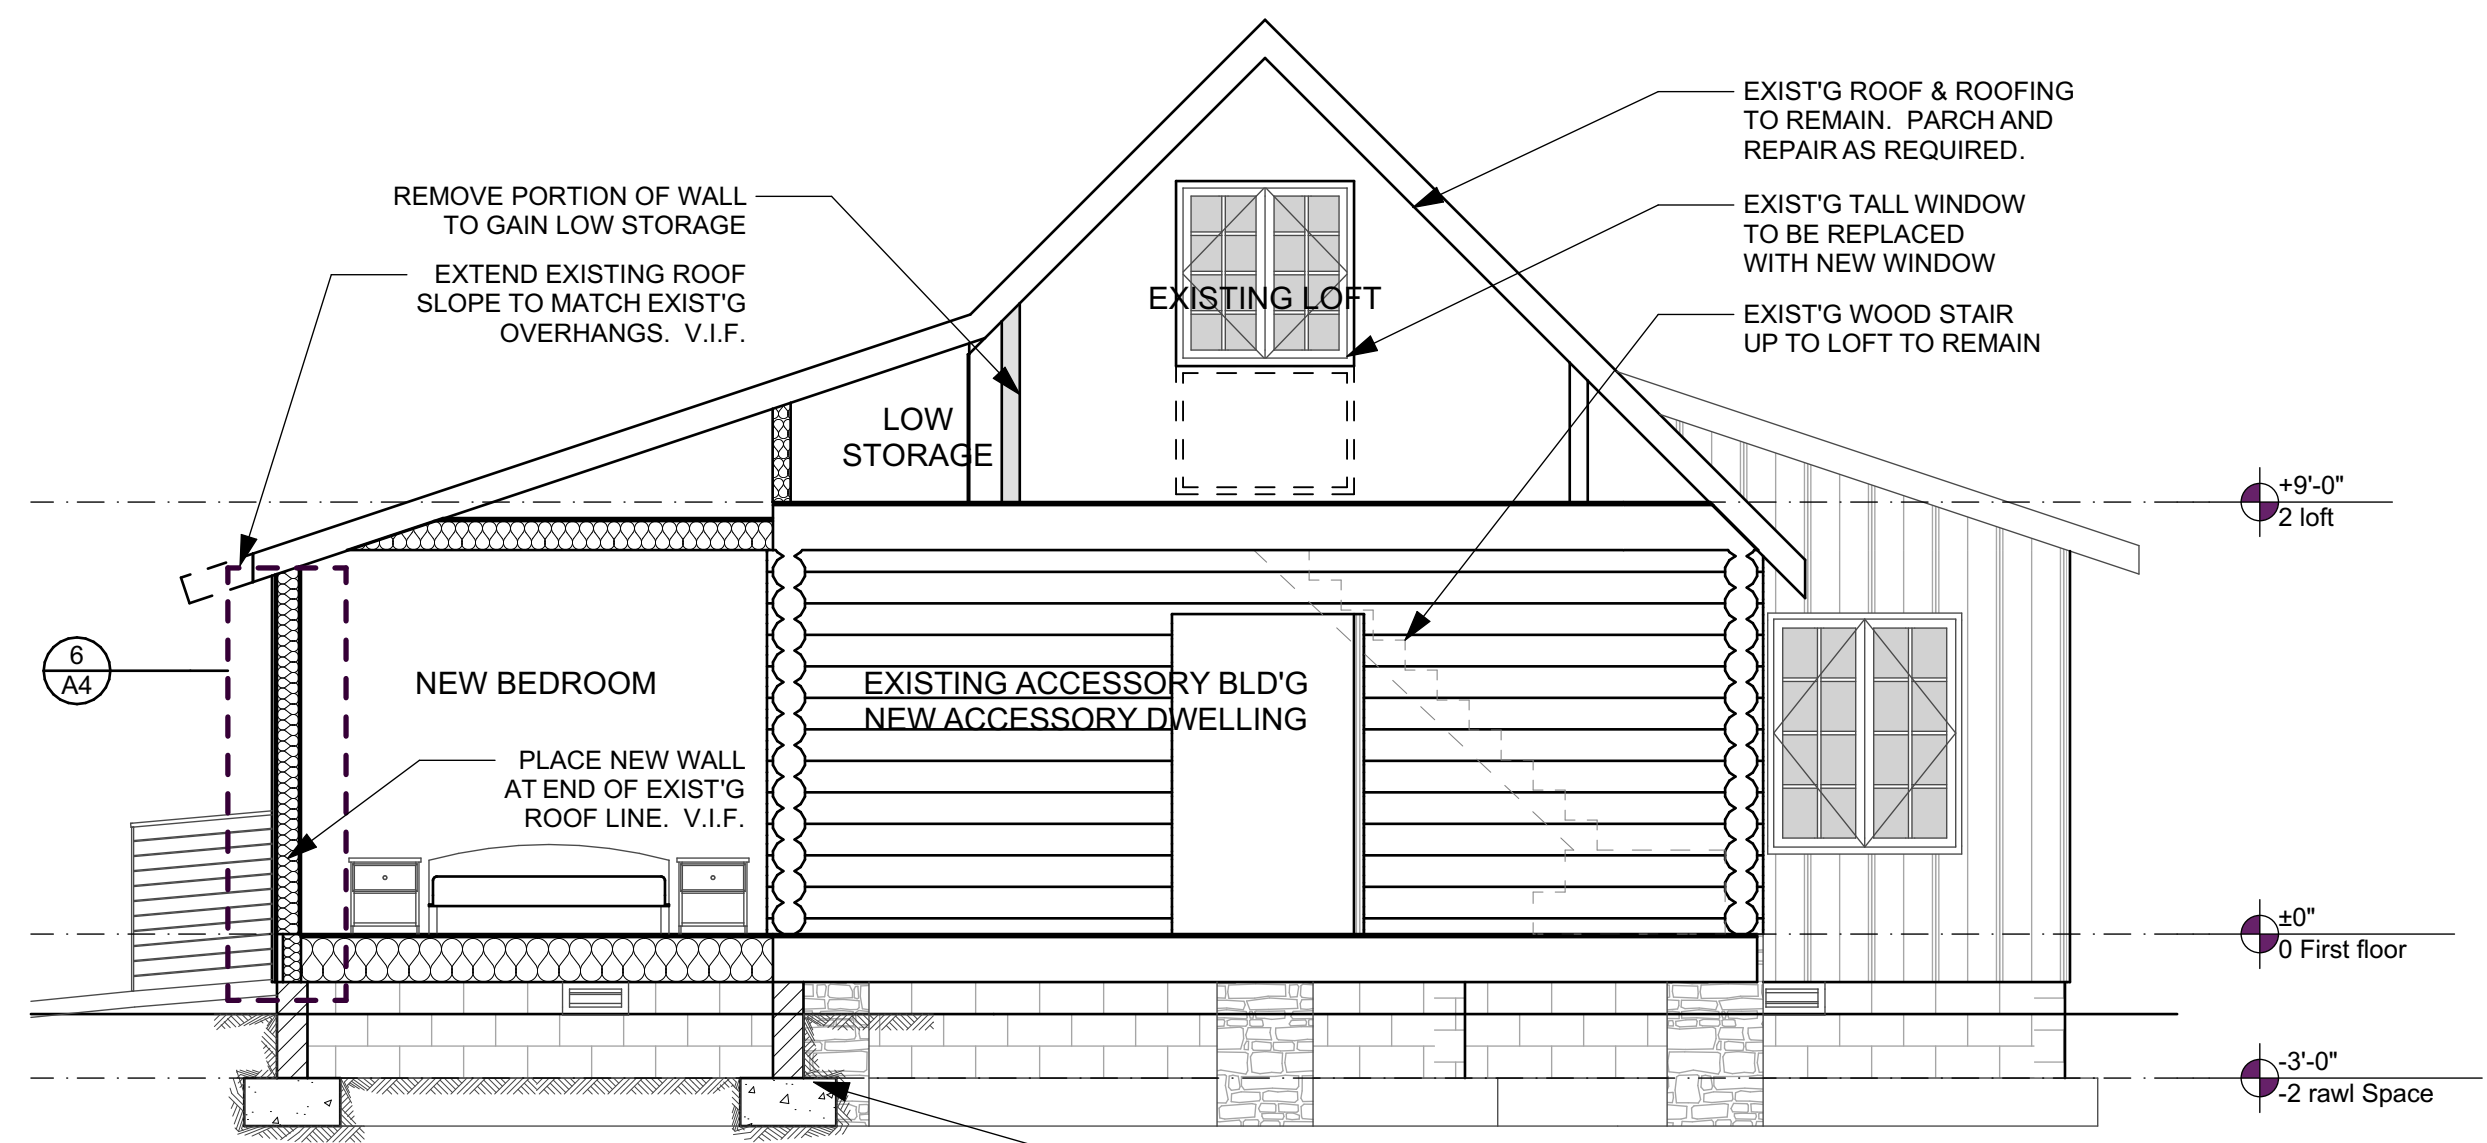 EXIST'G ROOF & ROOFING
TO REMAIN. PARCH AND
REPAIR AS REQUIRED.
REMOVE PORTION OF WALL
TO GAIN LOW STORAGE
EXIST'G TALL WINDOW
TO BE REPLACED
WITH NEW WINDOW
EXTEND EXISTING ROOF
SLOPE TO MATCH EXIST'G
OVERHANGS. V.I.F.
EXISTING LOFT
EXIST'G WOOD STAIR
UP TO LOFT TO REMAIN
LOW
STORAGE
+9'-0"
2 loft
6
A4
NEW BEDROOM
EXISTING ACCESSORY BLD'G
NEW ACCESSORY DWELLING
PLACE NEW WALL
AT END OF EXIST'G
ROOF LINE. V.I.F.
±0"
0 First floor
-3'-0"
-2 rawl Space